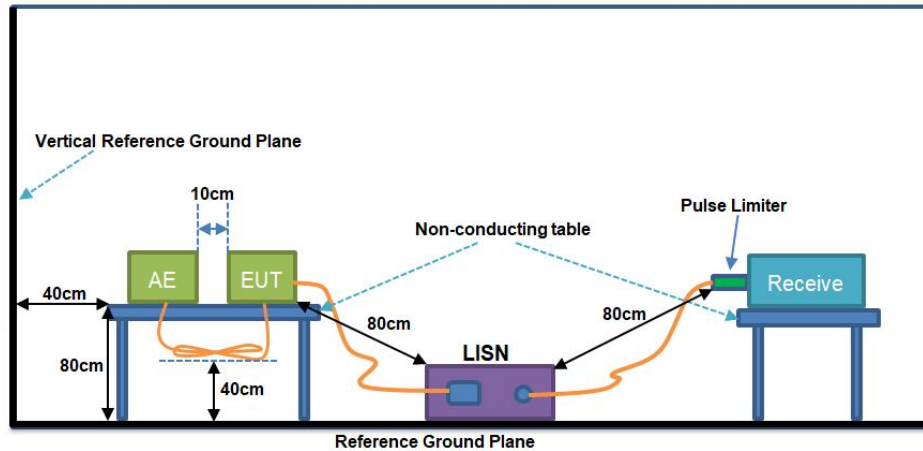 Vertical Reference Ground Plane
10cm
Pulse Limiter
Non-conducting table
AE
EUT
Receive
40cm
80cm
80cm
80cm
LISN
40cm
Reference Ground Plane